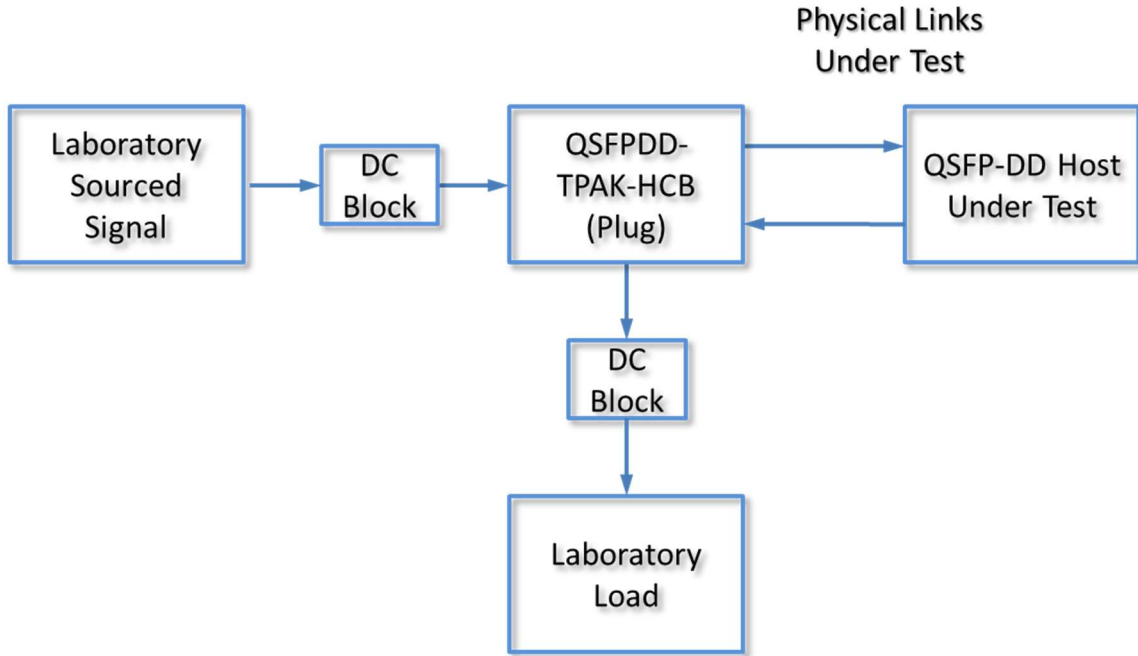 Physical Links
Under Test
Laboratory
Sourced
Signal
DC
Block
QSFPDD-
TPAK-HCB
(Plug)
QSFP-DD Host
Under Test
DC
Block
Laboratory
Load